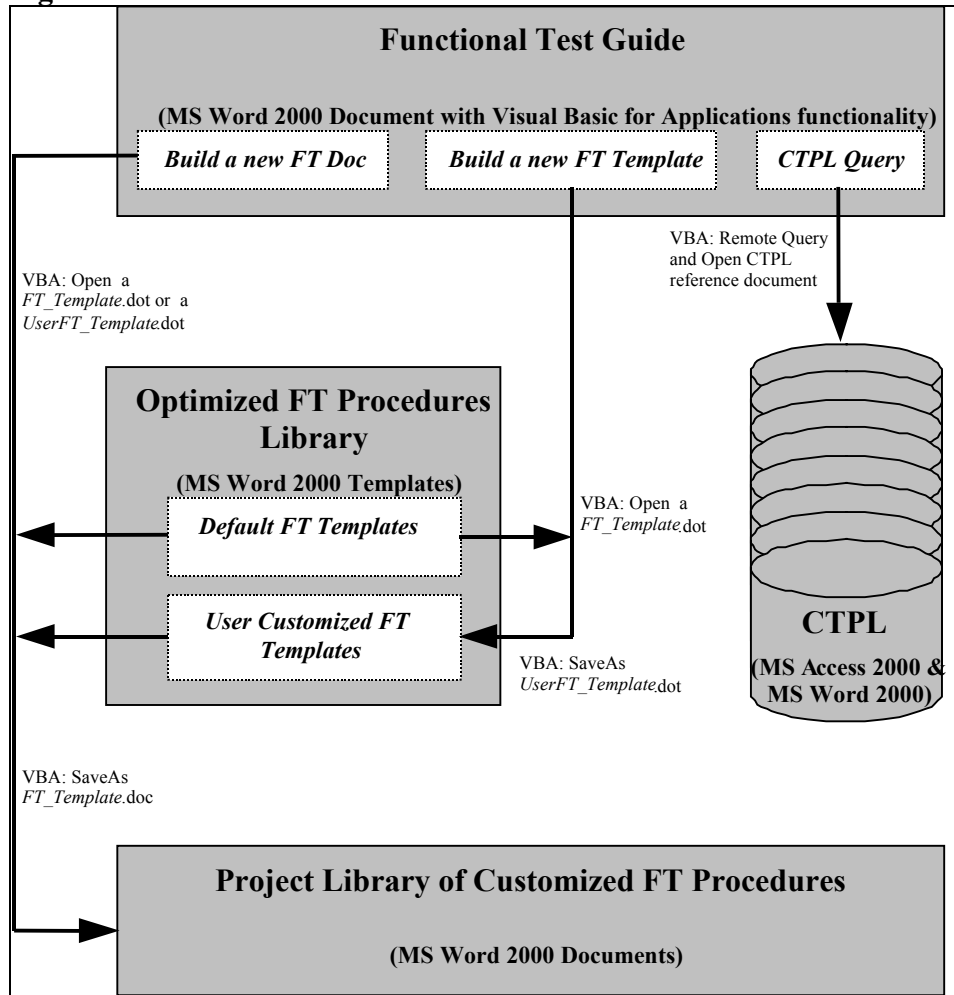 Functional Test Guide
(MS Word 2000 Document with Visual Basic for Applications functionality)
Build a new FT Doc
Build a new FT Template
CTPL Query
VBA: Remote Query
and Open CTPL
reference document
VBA: Open a
FT_Template.dot or a
UserFT_Template.dot
Optimized FT Procedures
Library
(MS Word 2000 Templates)
Default FT Templates
VBA: Open a
FT_Template.dot
User Customized FT
Templates
VBA: SaveAs
UserFT_Template.dot
CTPL
(MS Access 2000 &
MS Word 2000)
VBA: SaveAs
FT_Template.doc
Project Library of Customized FT Procedures
(MS Word 2000 Documents)